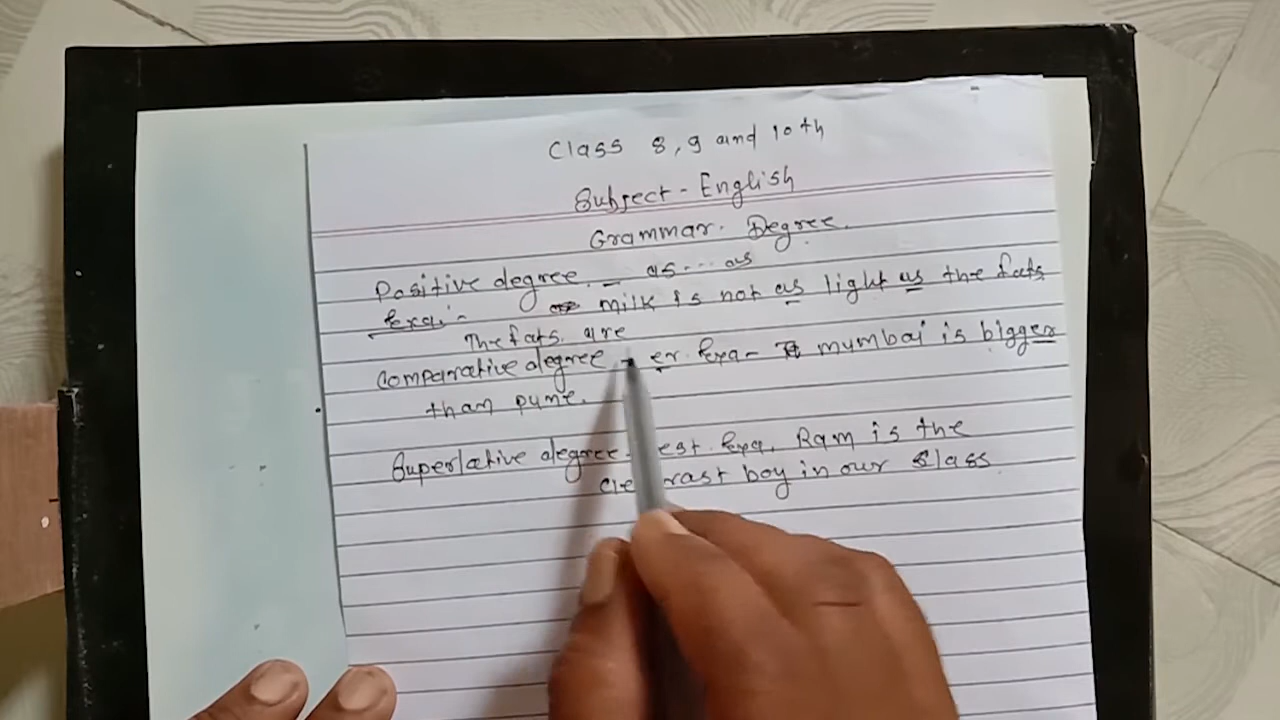 Class 8, 9 and 10th
Subject - English
Grammar. Degree.
Positive degree. - as... as
Exa:- milk is not as light as the fats
The fats. are
Comparative degree - er. Exa - mumbai is bigger
than pune.
Superlative degree - est. Exa. Ram is the
boy in our